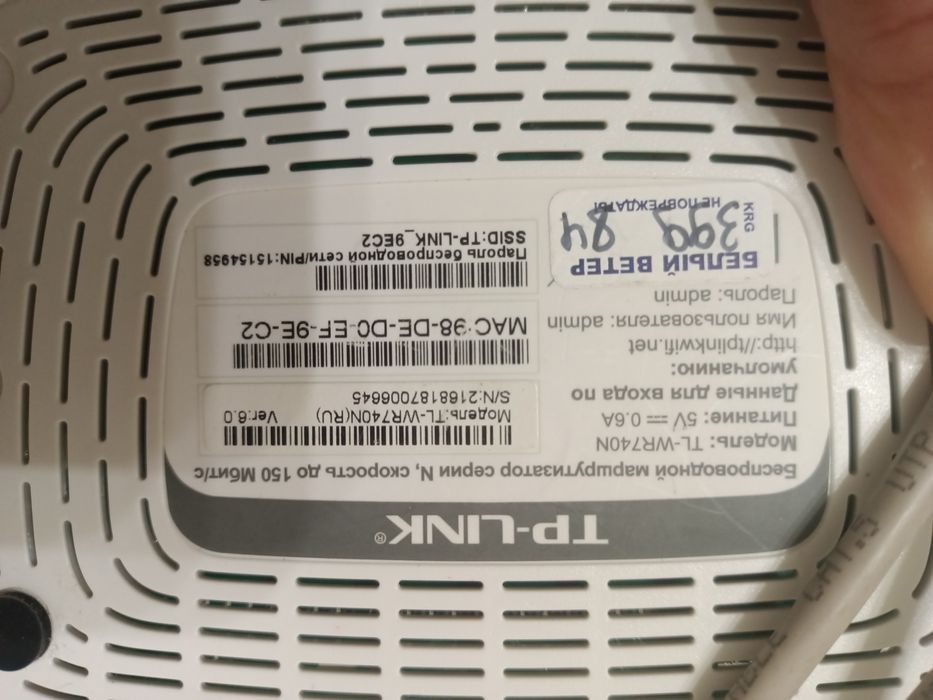 TP-LINK®
Беспроводной маршрутизатор серии N, скорость до 150 Мбит/с
Модель: TL-WR740N
Питание: 5V⎓0.6A
Данные для входа по
умолчанию:
http://tplinkwifi.net
Имя пользователя: admin
Пароль: admin
Модель:TL-WR740N(RU) Ver:6.0
S/N:2168187006645
MAC:98-DE-D0-EF-9E-C2
Пароль беспроводной сети/PIN:15154958
SSID:TP-LINK_9EC2
БЕЛЫЙ ВЕТЕР
KRG
399 84
НЕ ПОВРЕЖДАТЬ!
CAT.5 UTP